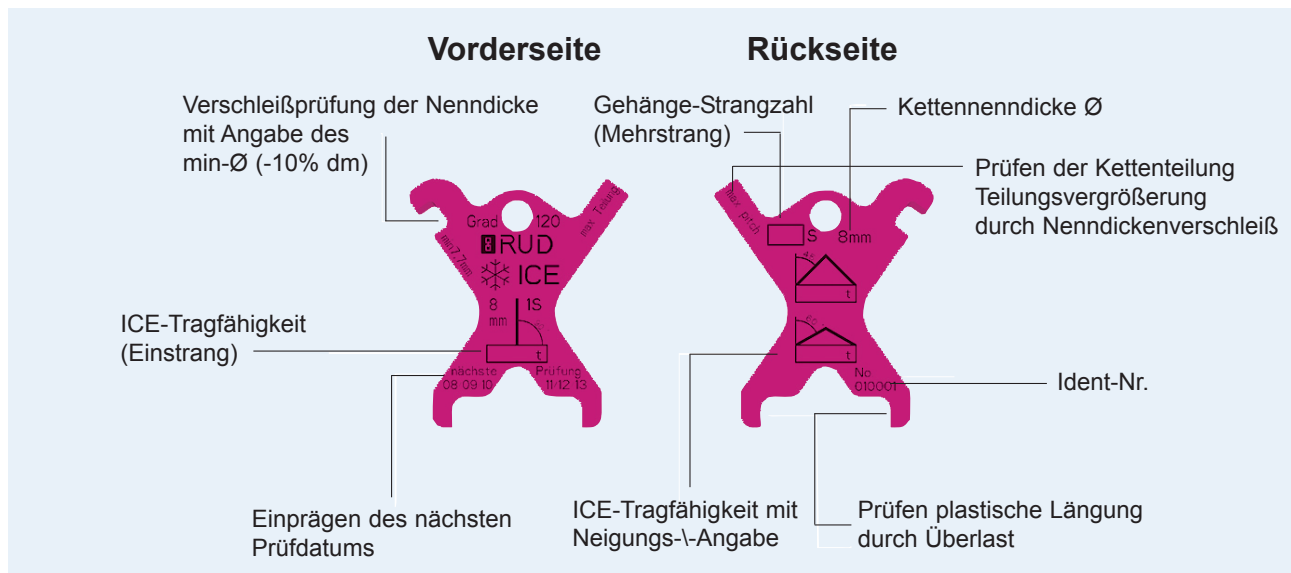 Vorderseite
Rückseite
Verschleißprüfung der Nenndicke
mit Angabe des
min-Ø (-10% dm)
Gehänge-Strangzahl
(Mehrstrang)
Kettennenndicke Ø
Prüfen der Kettenteilung
Teilungsvergrößerung
durch Nenndickenverschleiß
Grad 120
RUD
ICE
min 7,7mm
max Teilung
8 1S
mm
t
nächste Prüfung
08 09 10 11 12 13
max pitch
S 8mm
t
t
No
010001
ICE-Tragfähigkeit
(Einstrang)
Ident-Nr.
Einprägen des nächsten
Prüfdatums
ICE-Tragfähigkeit mit
Neigungs-\-Angabe
Prüfen plastische Längung
durch Überlast